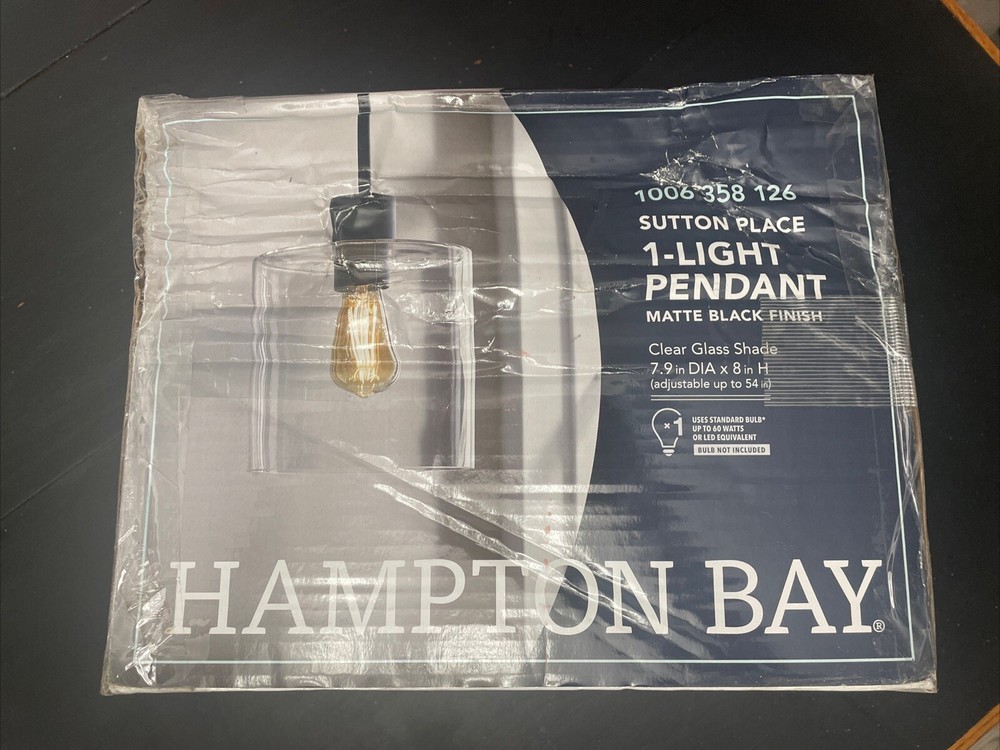 1006 358 126
SUTTON PLACE
1-LIGHT
PENDANT
MATTE BLACK FINISH
Clear Glass Shade
7.9 in DIA x 8 in H
(adjustable up to 54 in)
×1
USES STANDARD BULB*
UP TO 60 WATTS
OR LED EQUIVALENT
BULB NOT INCLUDED
HAMPTON BAY®